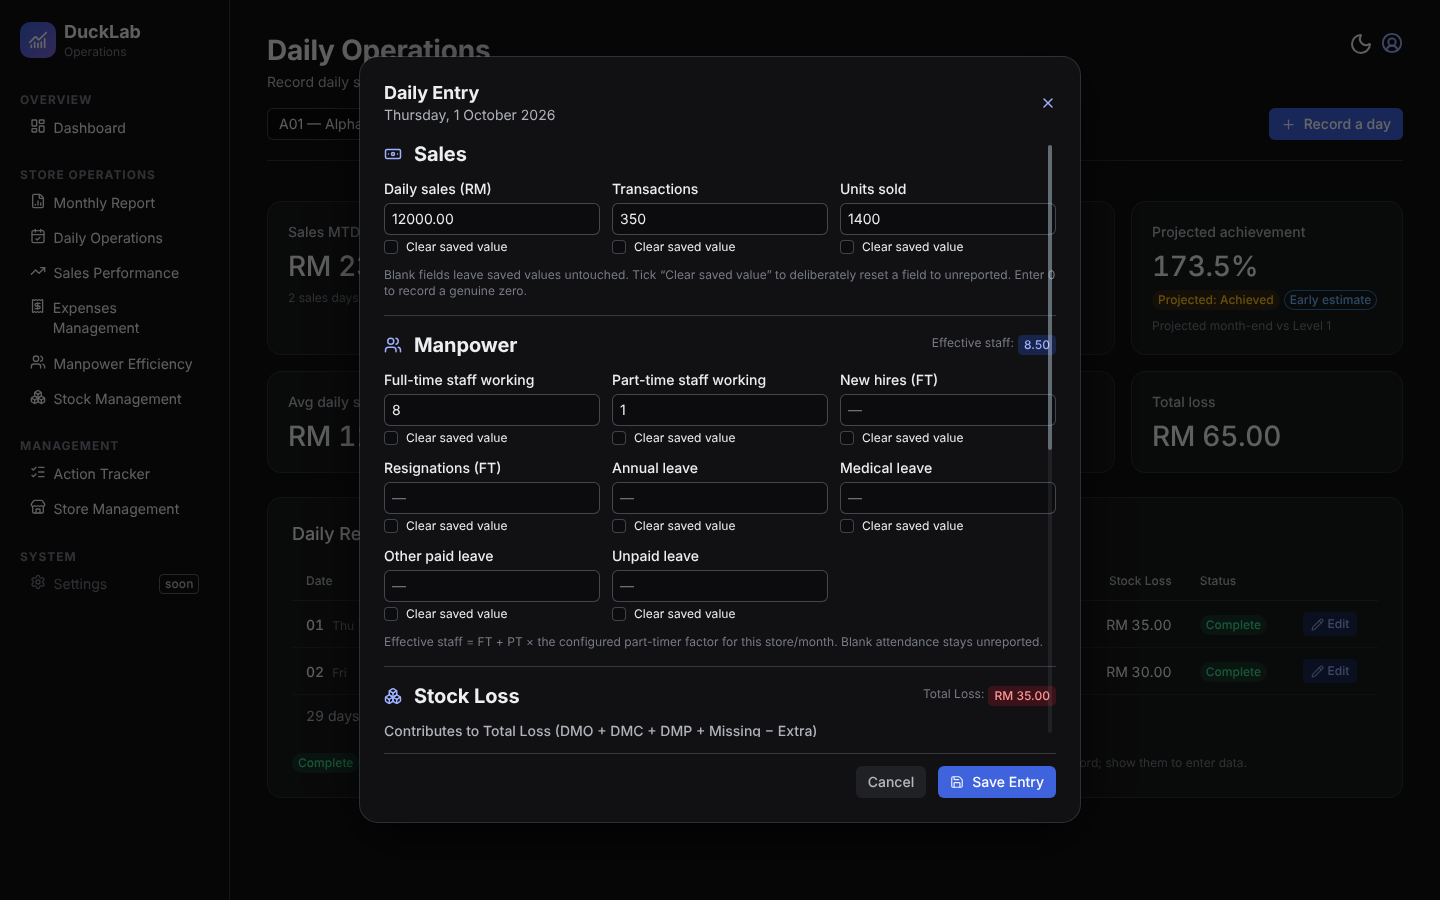 DuckLab
Operations
OVERVIEW
Dashboard
STORE OPERATIONS
Monthly Report
Daily Operations
Sales Performance
Expenses
Management
Manpower Efficiency
Stock Management
MANAGEMENT
Action Tracker
Store Management
SYSTEM
Settings soon
Daily Operations
Record daily s
A01 — Alpha
Record a day
Sales MTD
RM 23
2 sales days
Projected achievement
173.5%
Projected: Achieved Early estimate
Projected month-end vs Level 1
Avg daily s
RM 1
Total loss
RM 65.00
Daily Re
Date Stock Loss Status
01 Thu RM 35.00 Complete Edit
02 Fri RM 30.00 Complete Edit
29 days
Complete ord; show them to enter data.
Daily Entry
Thursday, 1 October 2026
Sales
Daily sales (RM) Transactions Units sold
12000.00 350 1400
Clear saved value Clear saved value Clear saved value
Blank fields leave saved values untouched. Tick “Clear saved value” to deliberately reset a field to unreported. Enter 0
to record a genuine zero.
Manpower Effective staff: 8.50
Full-time staff working Part-time staff working New hires (FT)
8 1 —
Clear saved value Clear saved value Clear saved value
Resignations (FT) Annual leave Medical leave
— — —
Clear saved value Clear saved value Clear saved value
Other paid leave Unpaid leave
— —
Clear saved value Clear saved value
Effective staff = FT + PT × the configured part-timer factor for this store/month. Blank attendance stays unreported.
Stock Loss Total Loss: RM 35.00
Contributes to Total Loss (DMO + DMC + DMP + Missing − Extra)
Cancel Save Entry